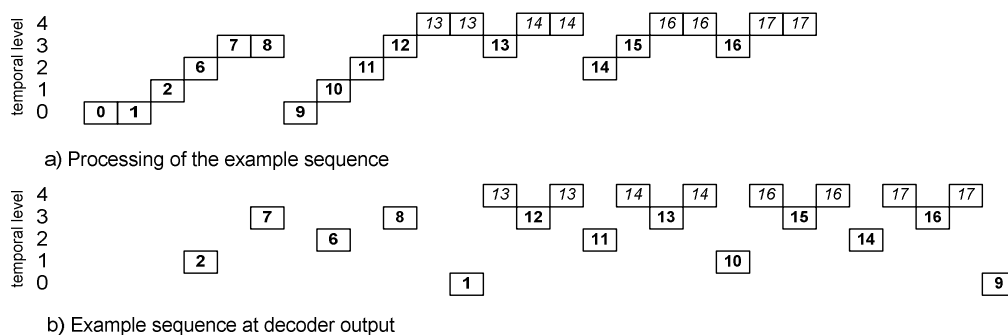 temporal level
4 13 13 14 14 16 16 17 17
3 7 8 12 13 15 16
2 6 11 14
1 2 10
0 0 1 9
a) Processing of the example sequence
temporal level
4 13 13 14 14 16 16 17 17
3 7 8 12 13 15 16
2 6 11 14
1 2 10
0 1 9
b) Example sequence at decoder output